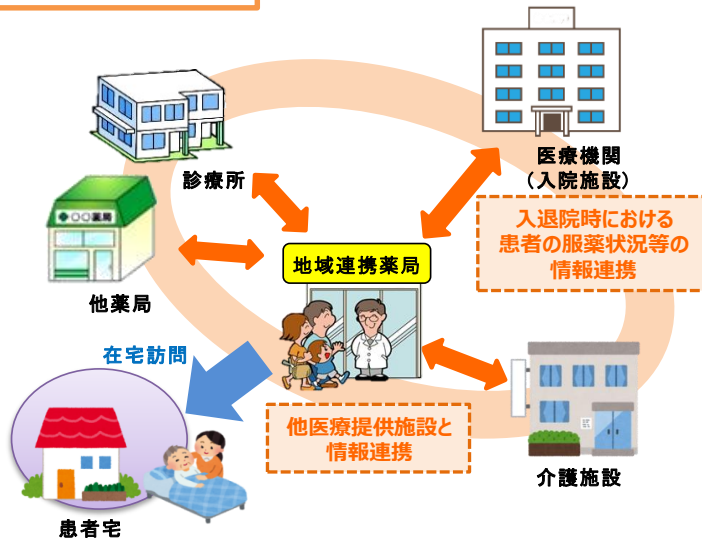 診療所
医療機関
（入院施設）
○○薬局
他薬局
地域連携薬局
入退院時における
患者の服薬状況等の
情報連携
在宅訪問
他医療提供施設と
情報連携
介護施設
患者宅